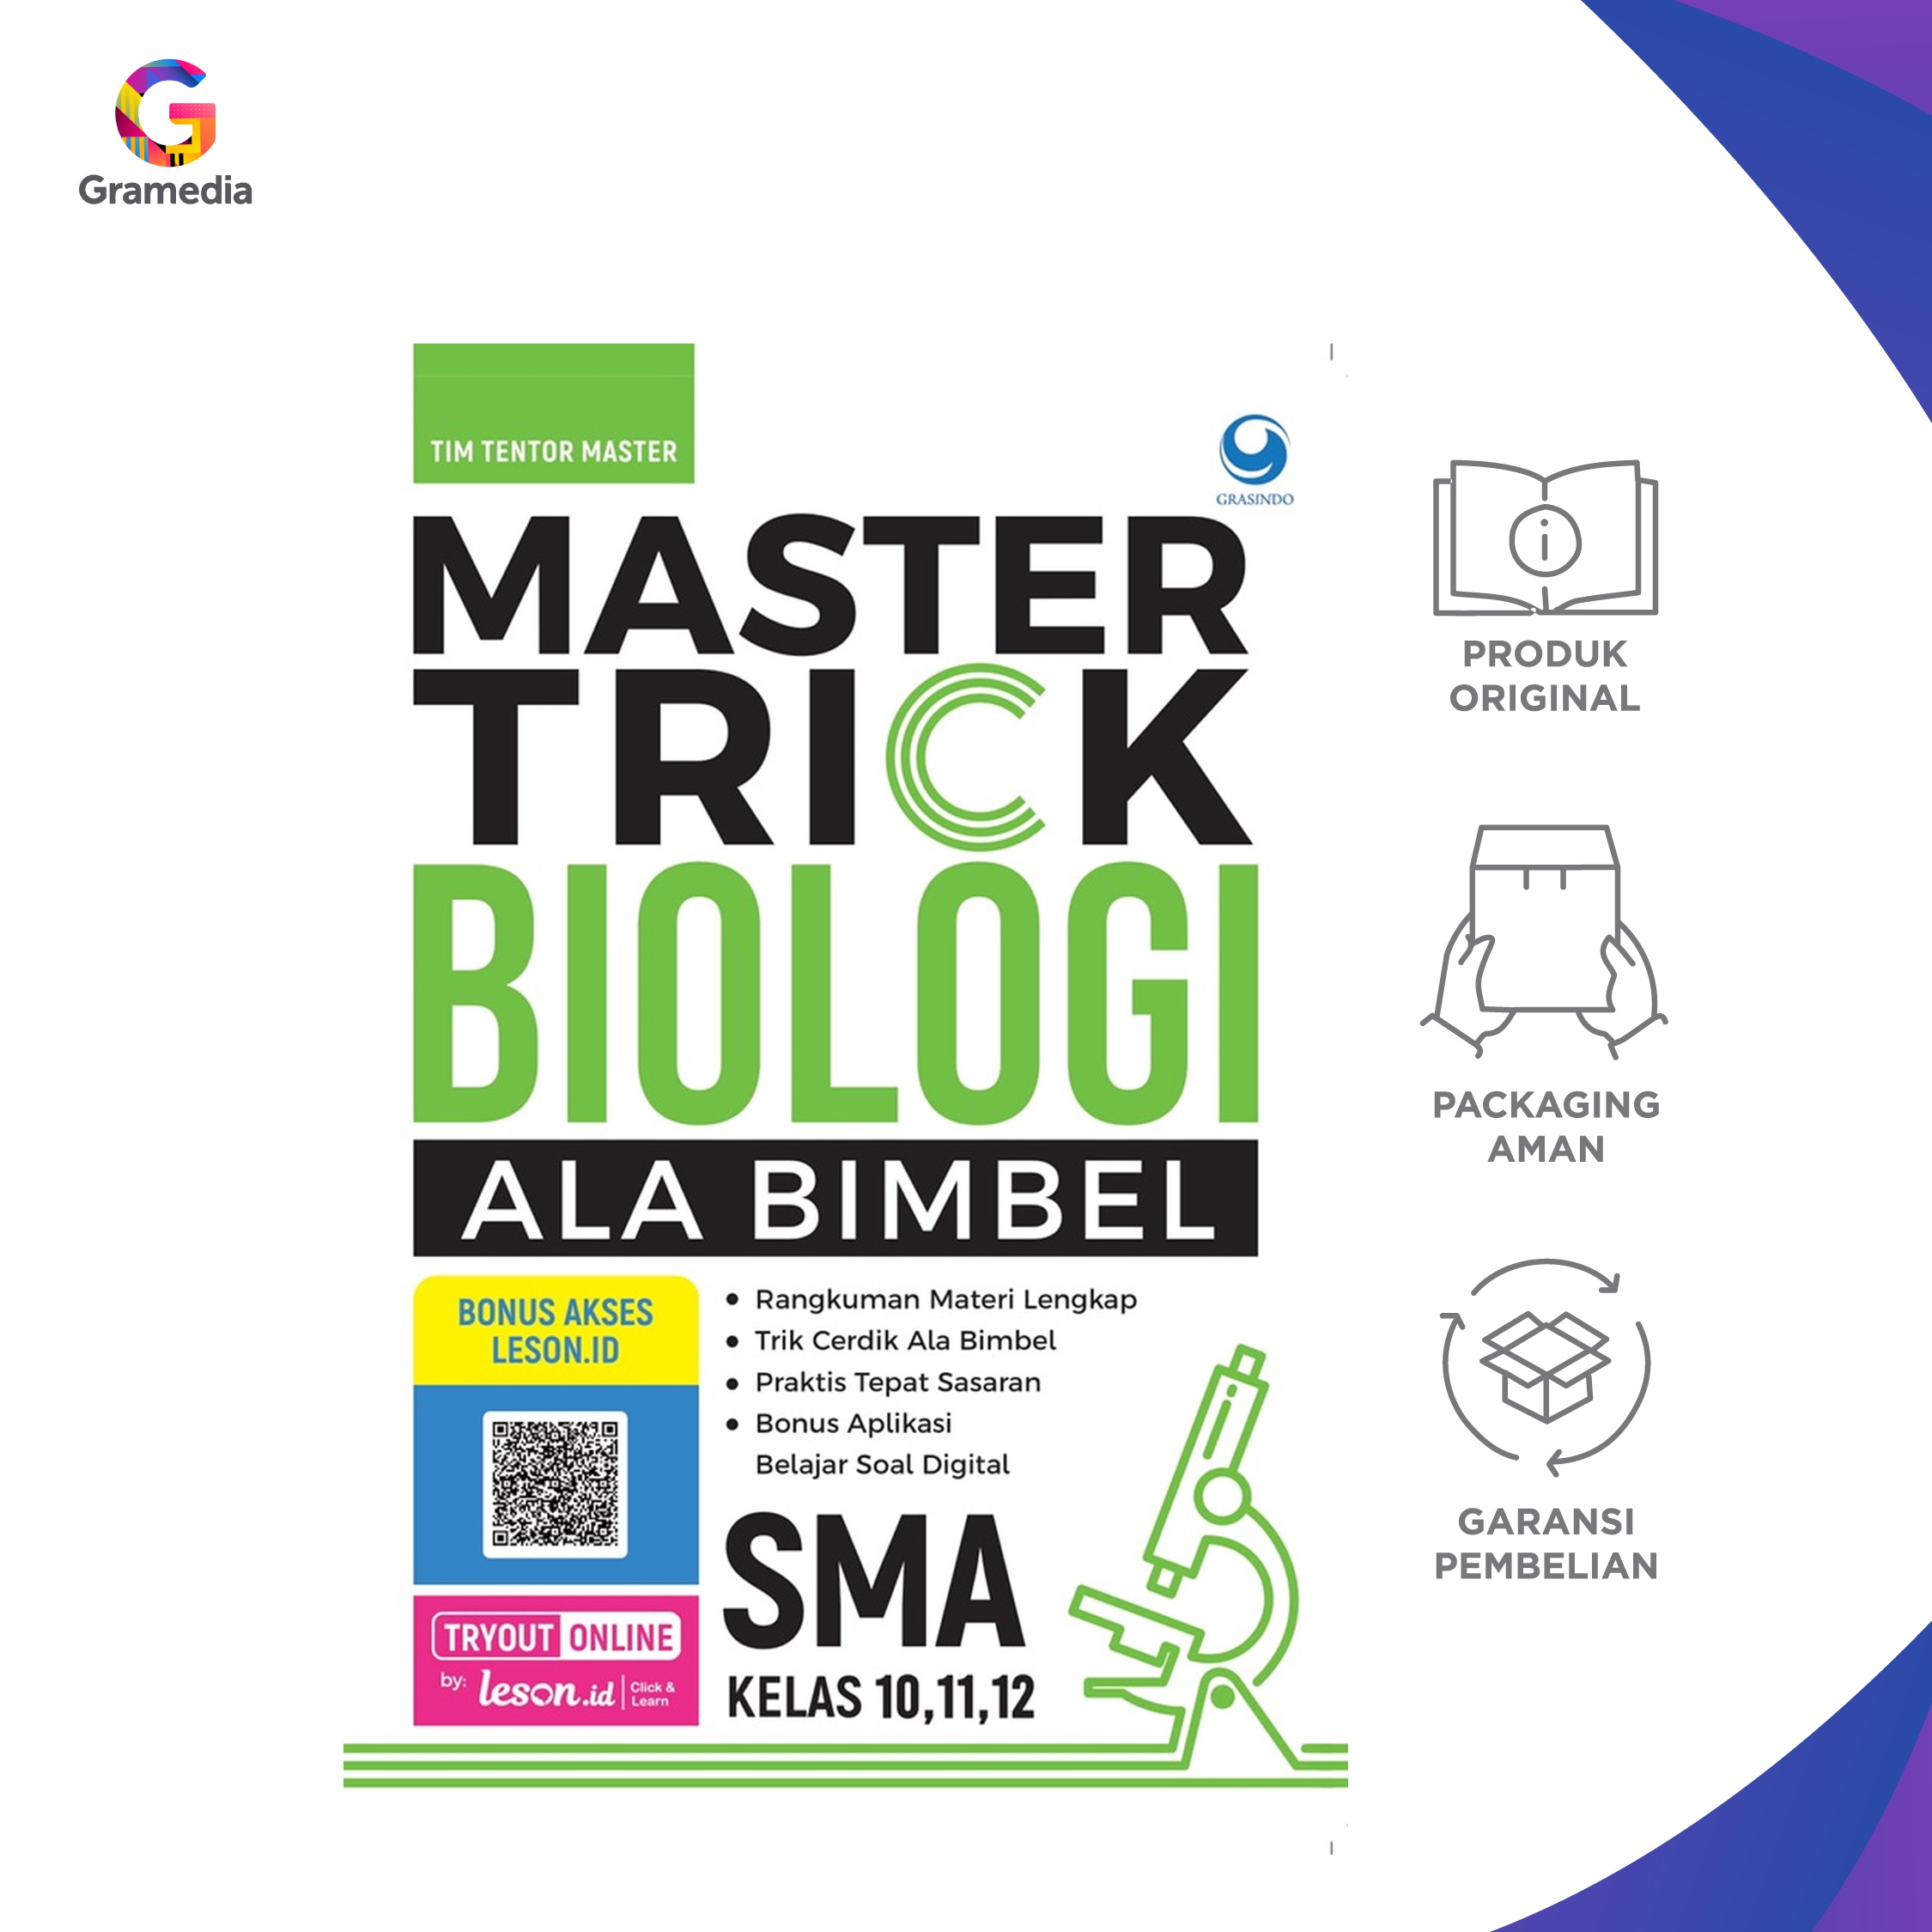 Gramedia
TIM TENTOR MASTER
GRASINDO
MASTER
TRICK
BIOLOGI
ALA BIMBEL
BONUS AKSES
LESON.ID
• Rangkuman Materi Lengkap
• Trik Cerdik Ala Bimbel
• Praktis Tepat Sasaran
• Bonus Aplikasi
Belajar Soal Digital
SMA
KELAS 10,11,12
TRYOUT ONLINE
by: leson.id | Click &
Learn
PRODUK
ORIGINAL
PACKAGING
AMAN
GARANSI
PEMBELIAN